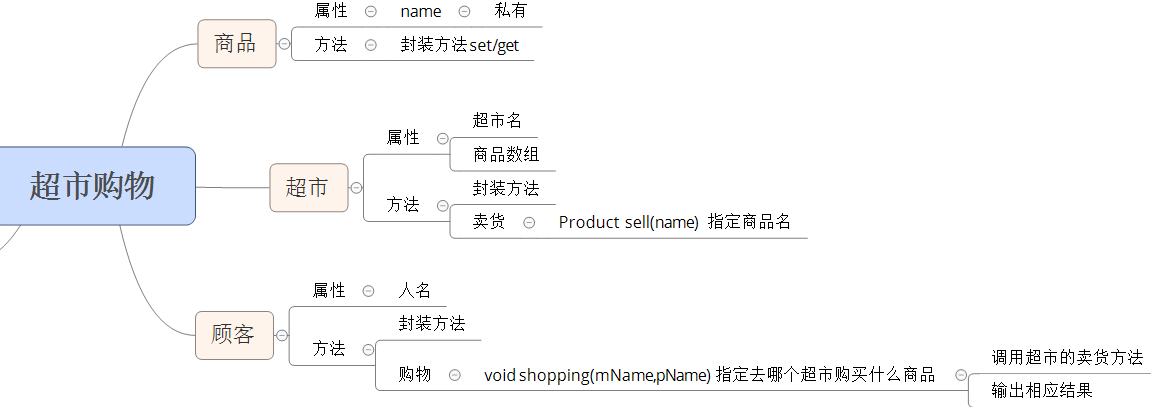 超市购物
商品
属性 name 私有
方法 封装方法set/get
超市
属性
超市名
商品数组
方法
封装方法
卖货 Product sell(name) 指定商品名
顾客
属性 人名
方法
封装方法
购物 void shopping(mName,pName) 指定去哪个超市购买什么商品
调用超市的卖货方法
输出相应结果